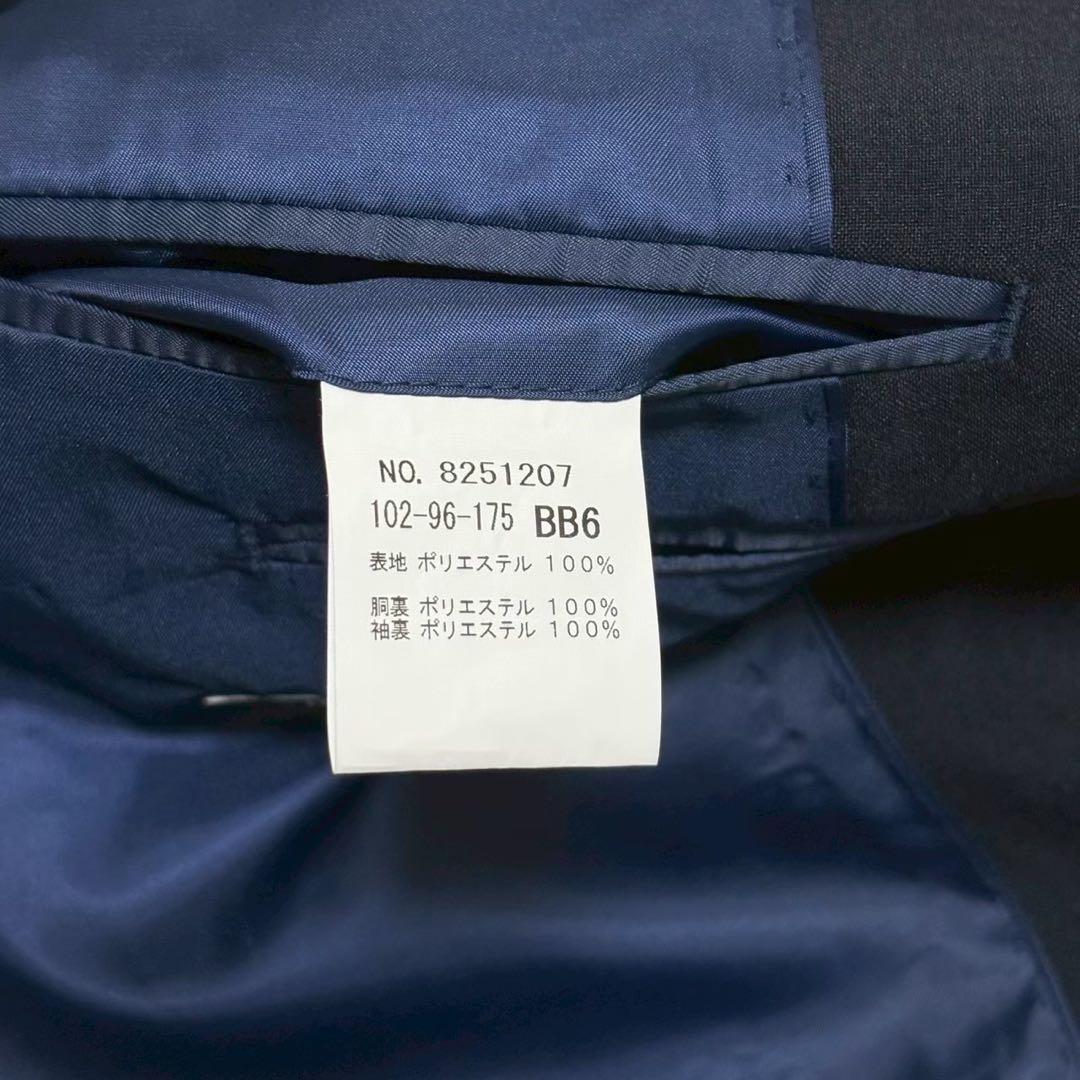 NO. 8251207
102-96-175 BB6
表地 ポリエステル 100%
胴裏 ポリエステル 100%
袖裏 ポリエステル 100%